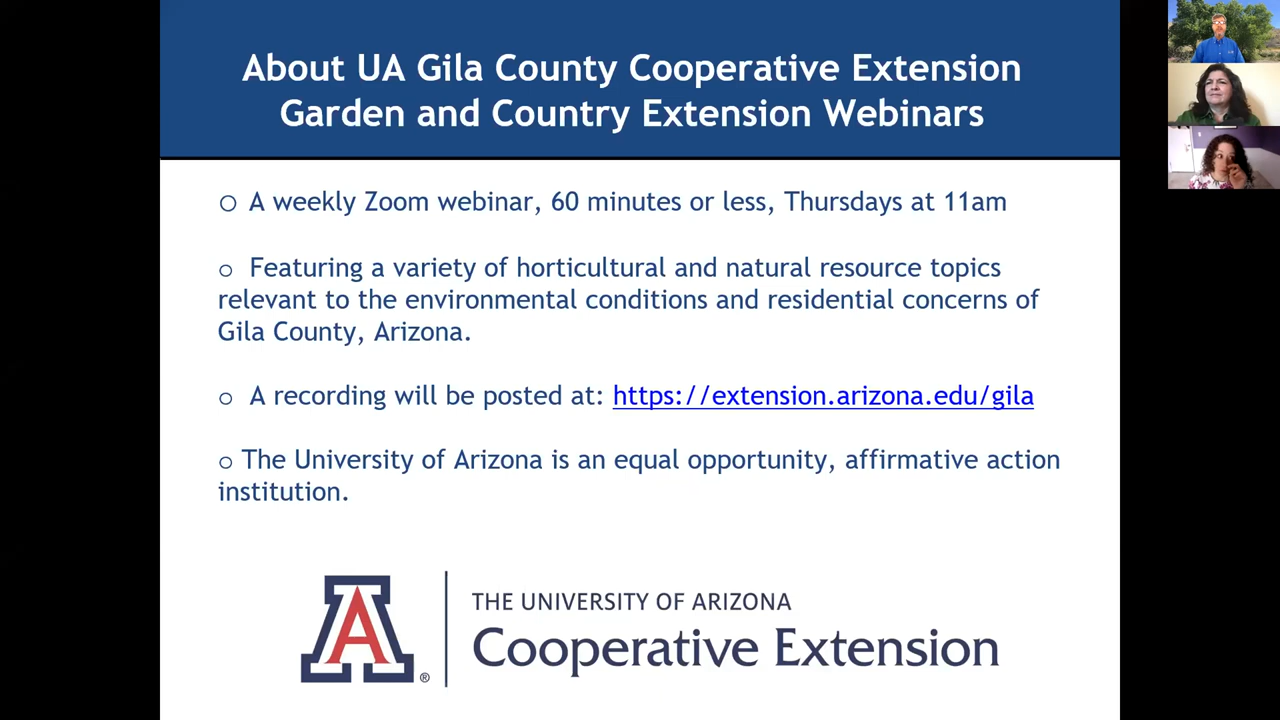 About UA Gila County Cooperative Extension
Garden and Country Extension Webinars
o A weekly Zoom webinar, 60 minutes or less, Thursdays at 11am
o Featuring a variety of horticultural and natural resource topics
relevant to the environmental conditions and residential concerns of
Gila County, Arizona.
o A recording will be posted at: https://extension.arizona.edu/gila
o The University of Arizona is an equal opportunity, affirmative action
institution.
A® THE UNIVERSITY OF ARIZONA
Cooperative Extension